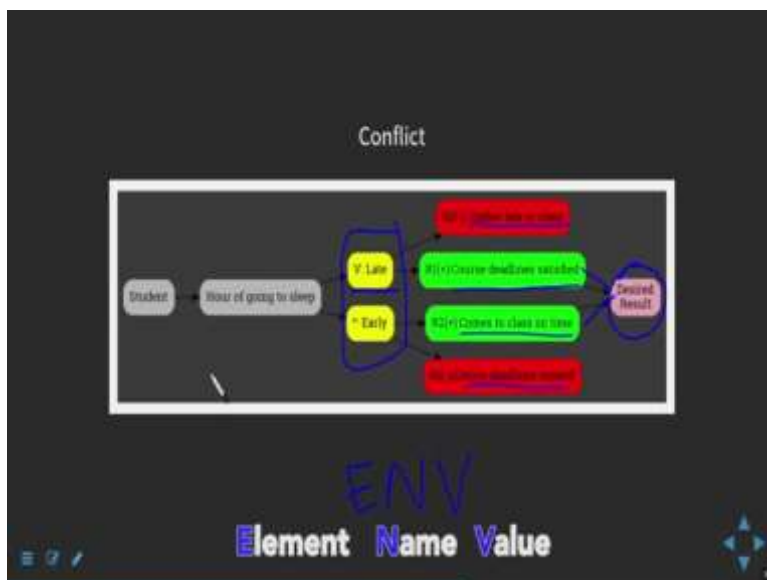 Conflict
Student
Hour of going to sleep
V: Late
Early
R1(+) Course deadlines satisfied
R2(+) Comes to class on time
Desired
Result
ENV
Element Name Value